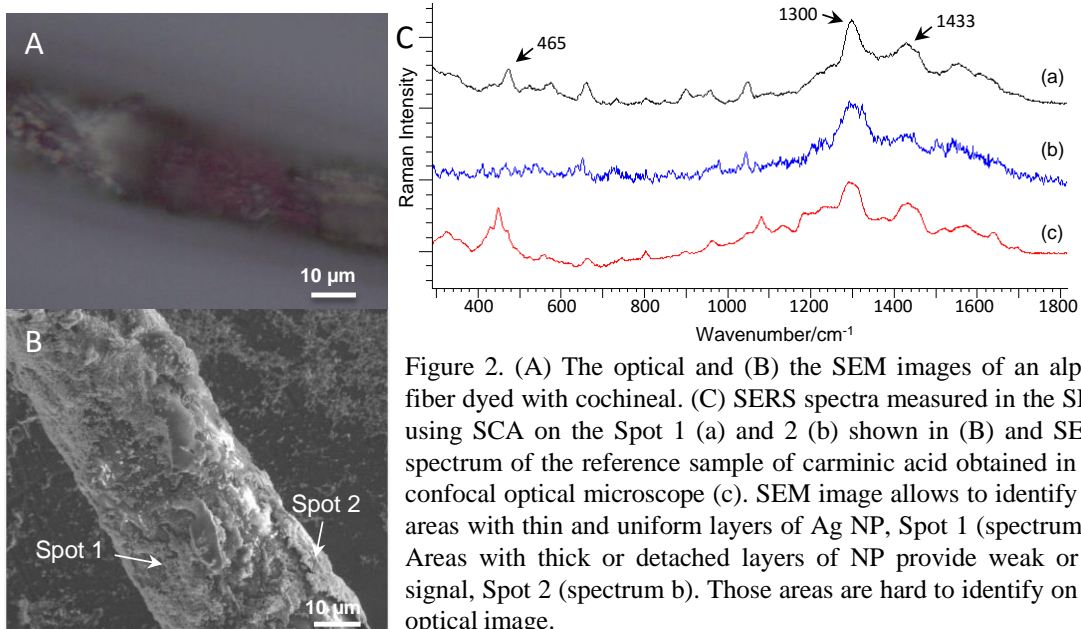 A
10 µm
B
Spot 1
Spot 2
10 µm
C
Raman Intensity
465
1300
1433
(a)
(b)
(c)
400 600 800 1000 1200 1400 1600 1800
Wavenumber/cm⁻¹
Figure 2. (A) The optical and (B) the SEM images of an alp
fiber dyed with cochineal. (C) SERS spectra measured in the
using SCA on the Spot 1 (a) and 2 (b) shown in (B) and SE
spectrum of the reference sample of carminic acid obtained in
confocal optical microscope (c). SEM image allows to identify
areas with thin and uniform layers of Ag NP, Spot 1 (spectrum
Areas with thick or detached layers of NP provide weak or
signal, Spot 2 (spectrum b). Those areas are hard to identify on
optical image.